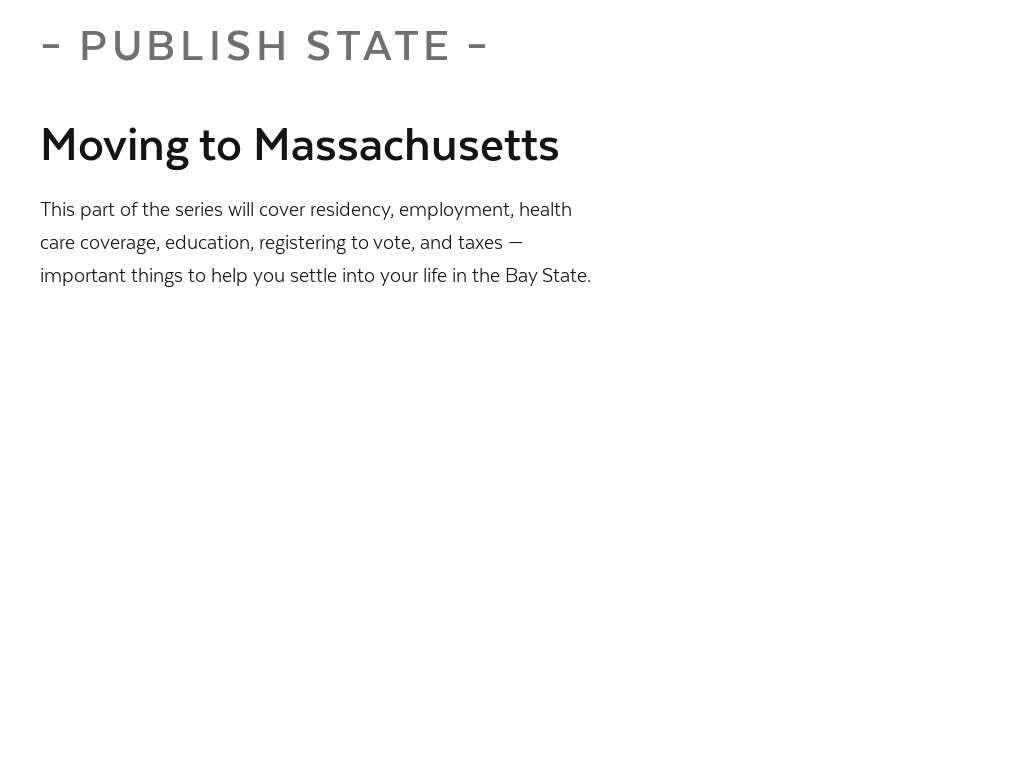 – PUBLISH STATE –
Moving to Massachusetts
This part of the series will cover residency, employment, health
care coverage, education, registering to vote, and taxes —
important things to help you settle into your life in the Bay State.